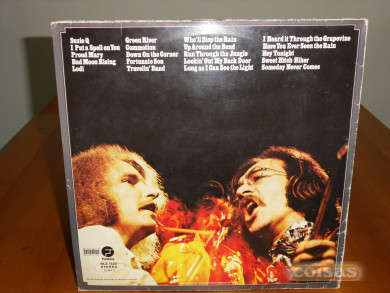 Suzie Q
I Put a Spell on You
Proud Mary
Bad Moon Rising
Lodi
Green River
Commotion
Down on the Corner
Fortunate Son
Travelin' Band
Who'll Stop the Rain
Up Around the Bend
Run Through the Jungle
Lookin' Out My Back Door
Long as I Can See the Light
I Heard it Through the Grapevine
Have You Ever Seen the Rain
Hey Tonight
Sweet Hitch-Hiker
Someday Never Comes
Fantasy
STEREO
coisas